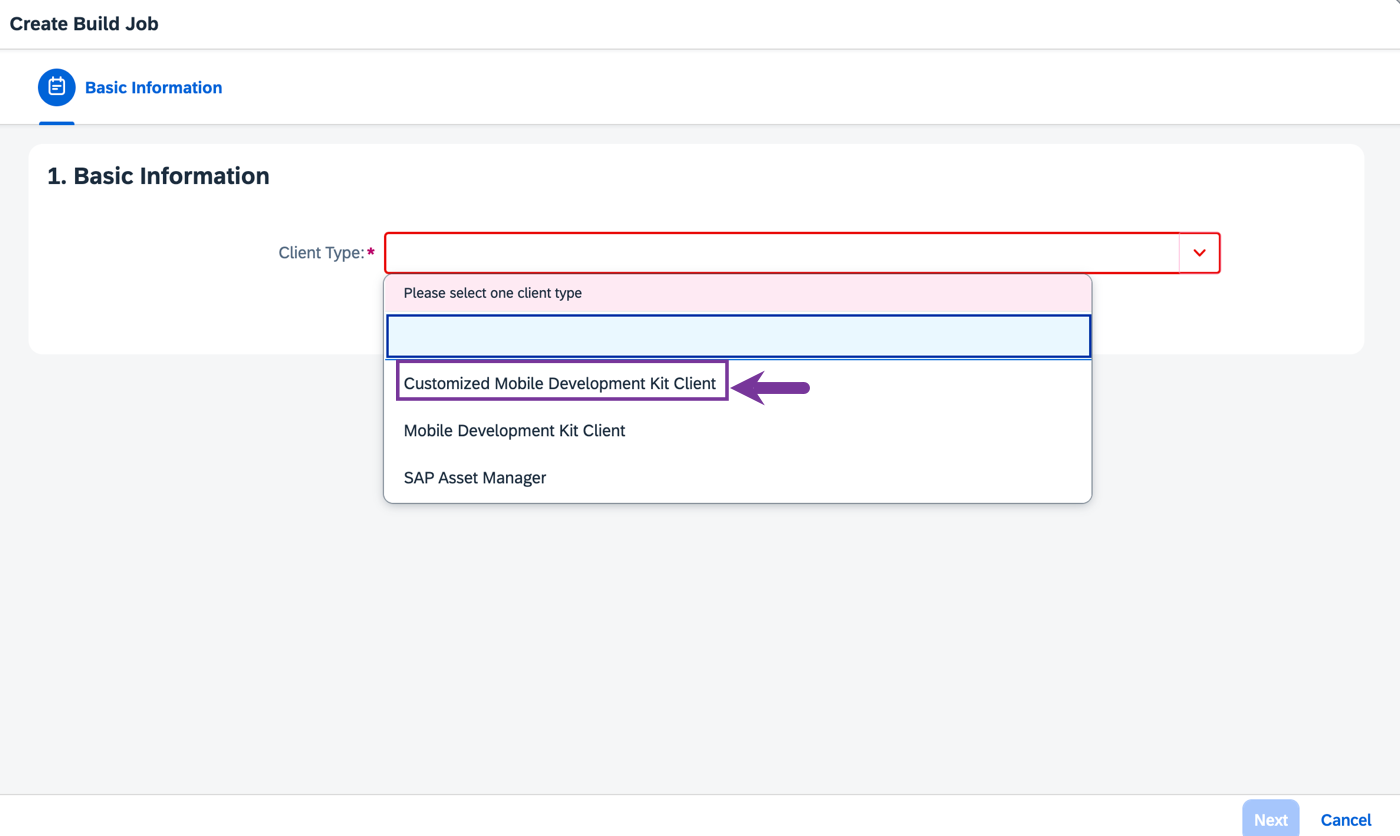 Create Build Job
Basic Information
1. Basic Information
Client Type:*
Please select one client type
Customized Mobile Development Kit Client
Mobile Development Kit Client
SAP Asset Manager
Next Cancel